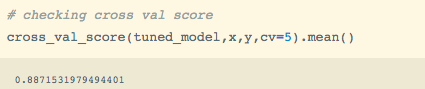 # checking cross val score
cross_val_score(tuned_model,x,y,cv=5).mean()
0.8871531979494401